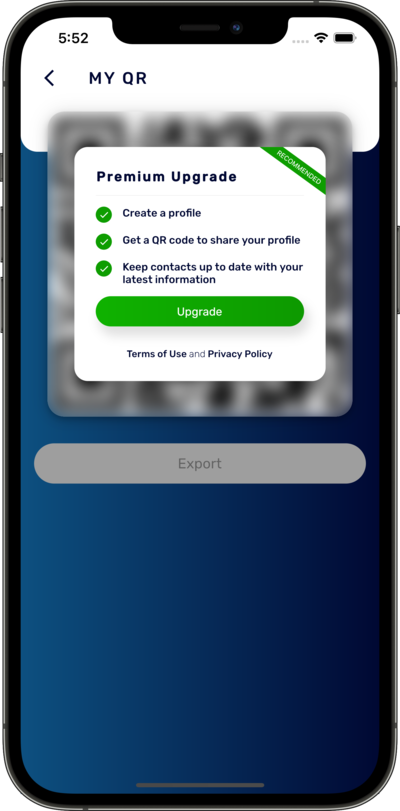 5:52
MY QR
RECOMMENDED
Premium Upgrade
Create a profile
Get a QR code to share your profile
Keep contacts up to date with your
latest information
Upgrade
Terms of Use and Privacy Policy
Export